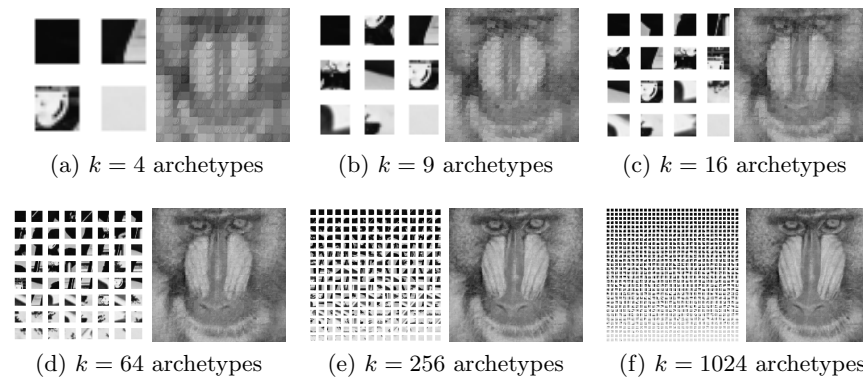 (a) k = 4 archetypes
(b) k = 9 archetypes
(c) k = 16 archetypes
(d) k = 64 archetypes
(e) k = 256 archetypes
(f) k = 1024 archetypes